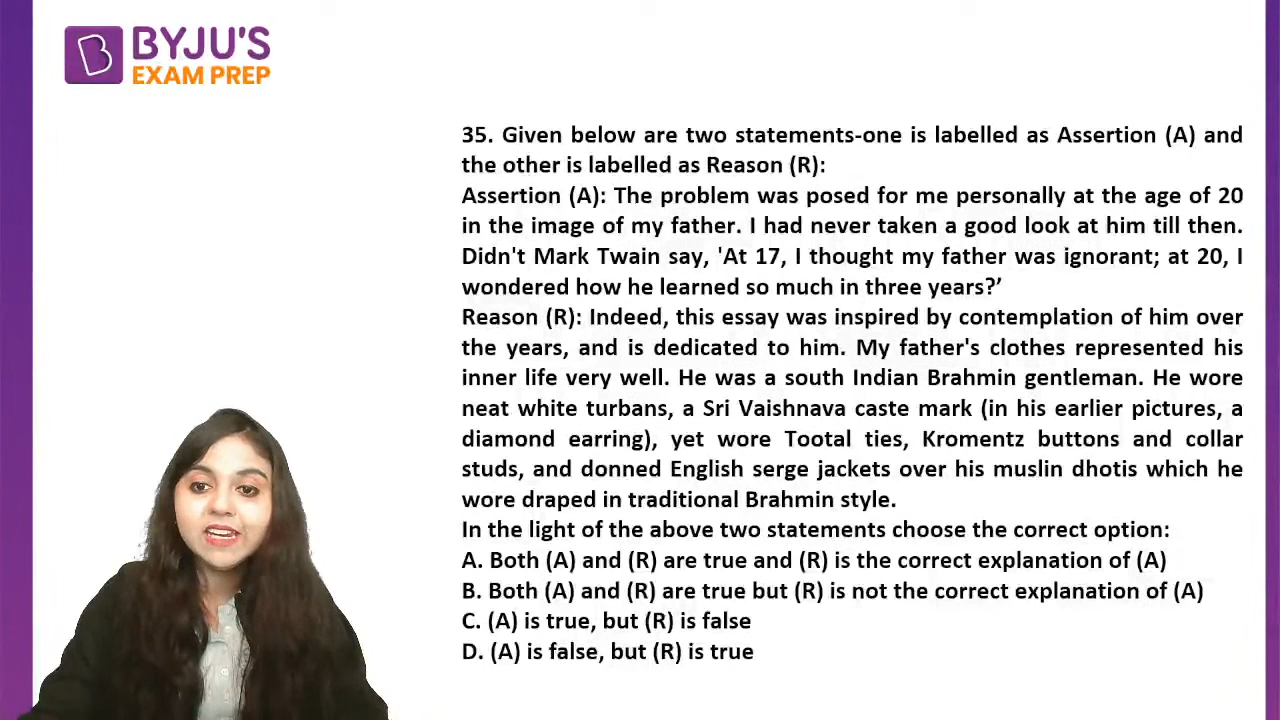 BYJU'S
EXAM PREP
35. Given below are two statements-one is labelled as Assertion (A) and
the other is labelled as Reason (R):
Assertion (A): The problem was posed for me personally at the age of 20
in the image of my father. I had never taken a good look at him till then.
Didn't Mark Twain say, 'At 17, I thought my father was ignorant; at 20, I
wondered how he learned so much in three years?’
Reason (R): Indeed, this essay was inspired by contemplation of him over
the years, and is dedicated to him. My father's clothes represented his
inner life very well. He was a south Indian Brahmin gentleman. He wore
neat white turbans, a Sri Vaishnava caste mark (in his earlier pictures, a
diamond earring), yet wore Tootal ties, Kromentz buttons and collar
studs, and donned English serge jackets over his muslin dhotis which he
wore draped in traditional Brahmin style.
In the light of the above two statements choose the correct option:
A. Both (A) and (R) are true and (R) is the correct explanation of (A)
B. Both (A) and (R) are true but (R) is not the correct explanation of (A)
C. (A) is true, but (R) is false
D. (A) is false, but (R) is true